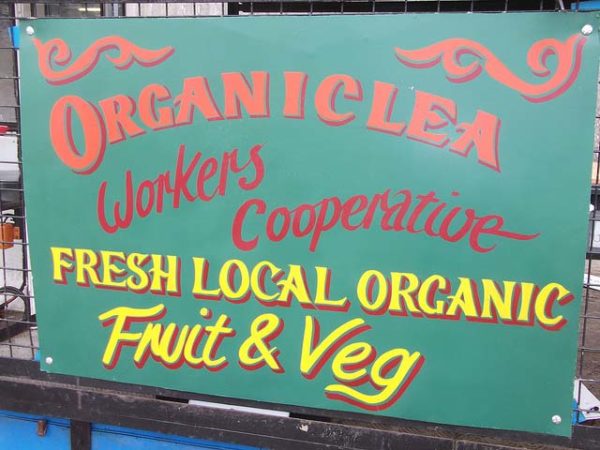 ORGANICLEA
Workers
Cooperative
FRESH LOCAL ORGANIC
Fruit & Veg